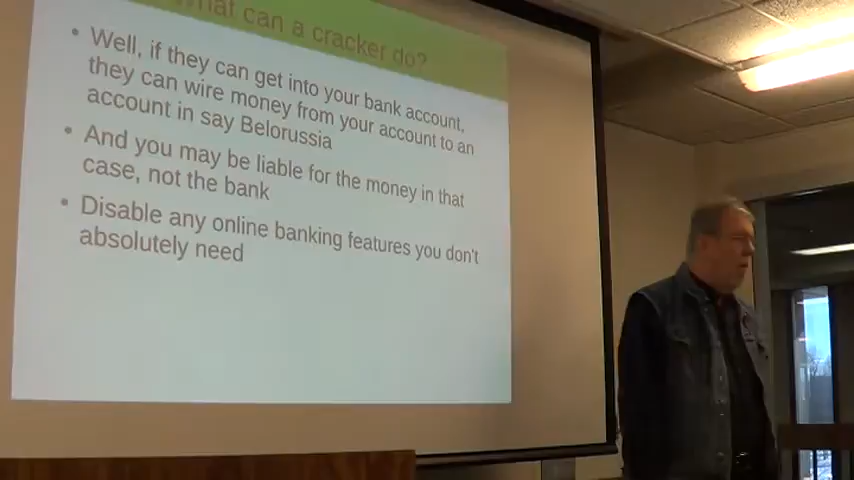 What can a cracker do?
• Well, if they can get into your bank account,
they can wire money from your account to an
account in say Belorussia
• And you may be liable for the money in that
case, not the bank
• Disable any online banking features you don't
absolutely need